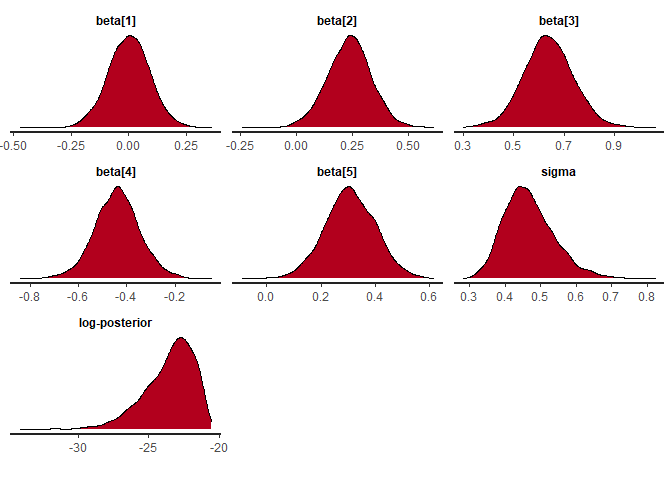 beta[1] beta[2] beta[3]
-0.50 -0.25 0.00 0.25 -0.25 0.00 0.25 0.50 0.3 0.5 0.7 0.9
beta[4] beta[5] sigma
-0.8 -0.6 -0.4 -0.2 0.0 0.2 0.4 0.6 0.3 0.4 0.5 0.6 0.7 0.8
log-posterior
-30 -25 -20